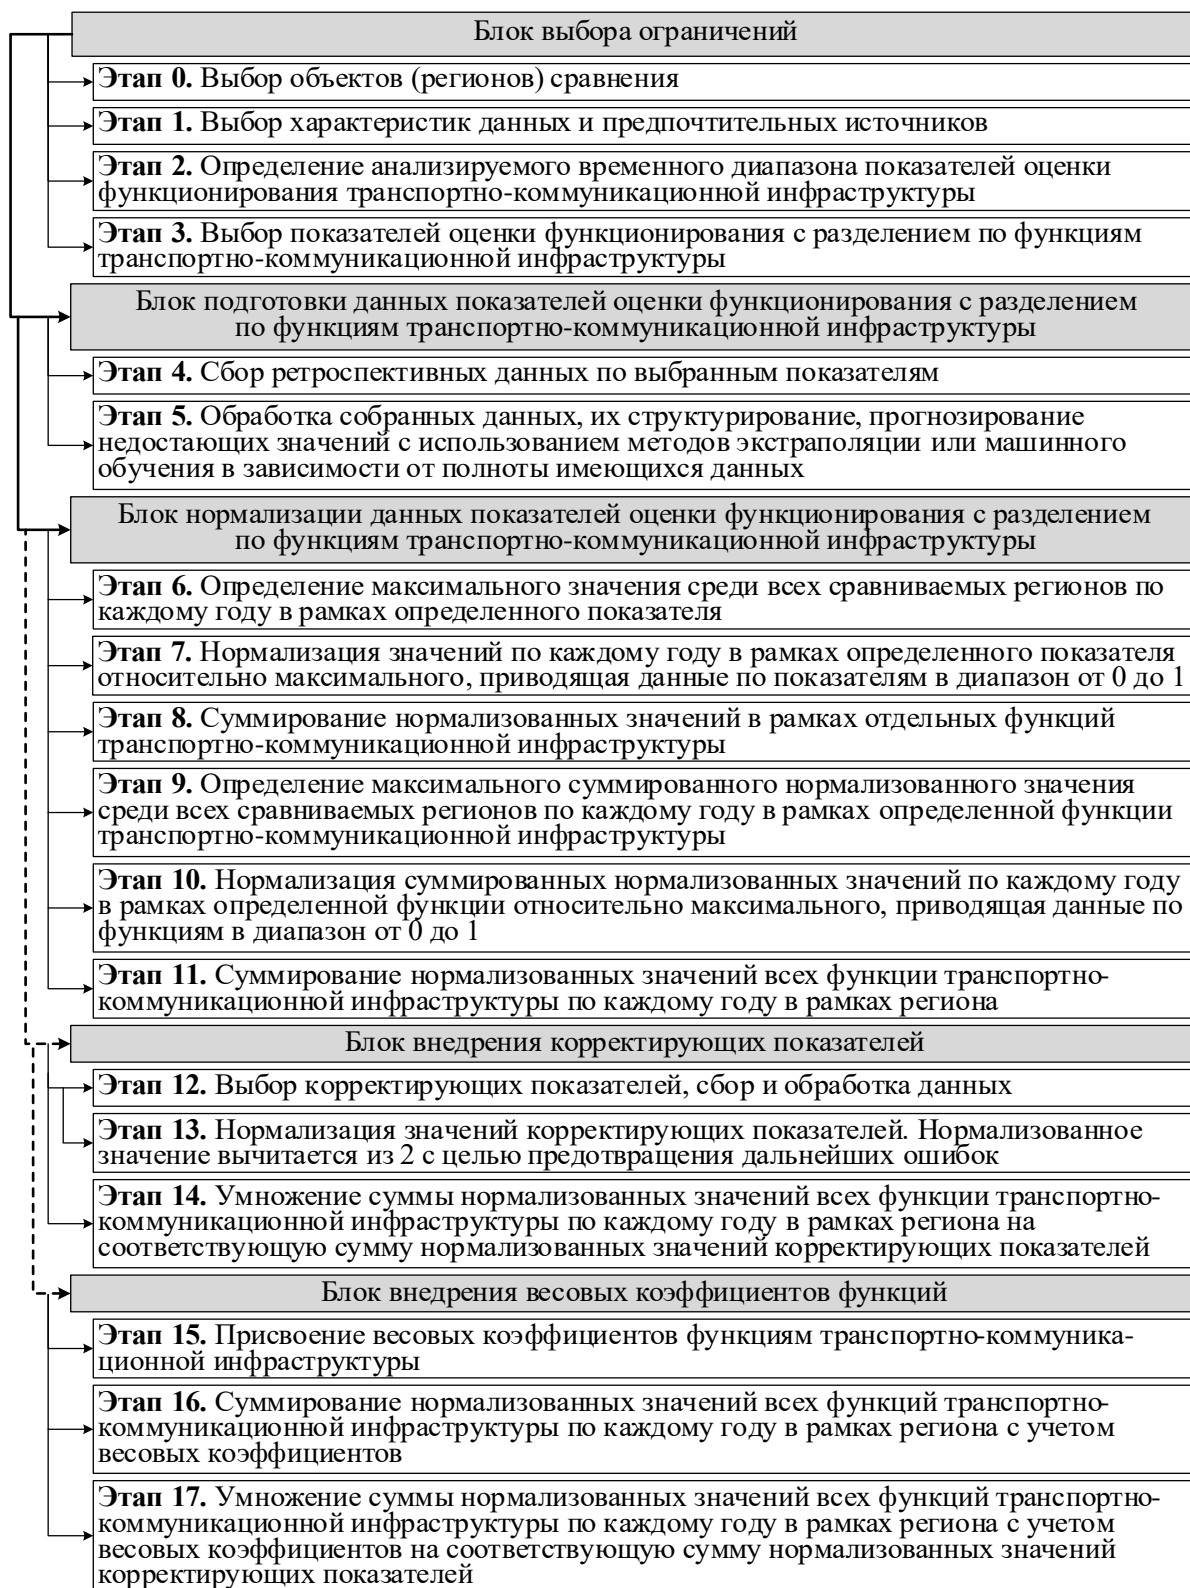 Блок выбора ограничений
Этап 0. Выбор объектов (регионов) сравнения
Этап 1. Выбор характеристик данных и предпочтительных источников
Этап 2. Определение анализируемого временного диапазона показателей оценки
функционирования транспортно-коммуникационной инфраструктуры
Этап 3. Выбор показателей оценки функционирования с разделением по функциям
транспортно-коммуникационной инфраструктуры
Блок подготовки данных показателей оценки функционирования с разделением
по функциям транспортно-коммуникационной инфраструктуры
Этап 4. Сбор ретроспективных данных по выбранным показателям
Этап 5. Обработка собранных данных, их структурирование, прогнозирование
недостающих значений с использованием методов экстраполяции или машинного
обучения в зависимости от полноты имеющихся данных
Блок нормализации данных показателей оценки функционирования с разделением
по функциям транспортно-коммуникационной инфраструктуры
Этап 6. Определение максимального значения среди всех сравниваемых регионов по
каждому году в рамках определенного показателя
Этап 7. Нормализация значений по каждому году в рамках определенного показателя
относительно максимального, приводящая данные по показателям в диапазон от 0 до 1
Этап 8. Суммирование нормализованных значений в рамках отдельных функций
транспортно-коммуникационной инфраструктуры
Этап 9. Определение максимального суммированного нормализованного значения
среди всех сравниваемых регионов по каждому году в рамках определенной функции
транспортно-коммуникационной инфраструктуры
Этап 10. Нормализация суммированных нормализованных значений по каждому году
в рамках определенной функции относительно максимального, приводящая данные по
функциям в диапазон от 0 до 1
Этап 11. Суммирование нормализованных значений всех функции транспортно-
коммуникационной инфраструктуры по каждому году в рамках региона
Блок внедрения корректирующих показателей
Этап 12. Выбор корректирующих показателей, сбор и обработка данных
Этап 13. Нормализация значений корректирующих показателей. Нормализованное
значение вычитается из 2 с целью предотвращения дальнейших ошибок
Этап 14. Умножение суммы нормализованных значений всех функции транспортно-
коммуникационной инфраструктуры по каждому году в рамках региона на
соответствующую сумму нормализованных значений корректирующих показателей
Блок внедрения весовых коэффициентов функций
Этап 15. Присвоение весовых коэффициентов функциям транспортно-коммуника-
ционной инфраструктуры
Этап 16. Суммирование нормализованных значений всех функций транспортно-
коммуникационной инфраструктуры по каждому году в рамках региона с учетом
весовых коэффициентов
Этап 17. Умножение суммы нормализованных значений всех функций транспортно-
коммуникационной инфраструктуры по каждому году в рамках региона с учетом
весовых коэффициентов на соответствующую сумму нормализованных значений
корректирующих показателей